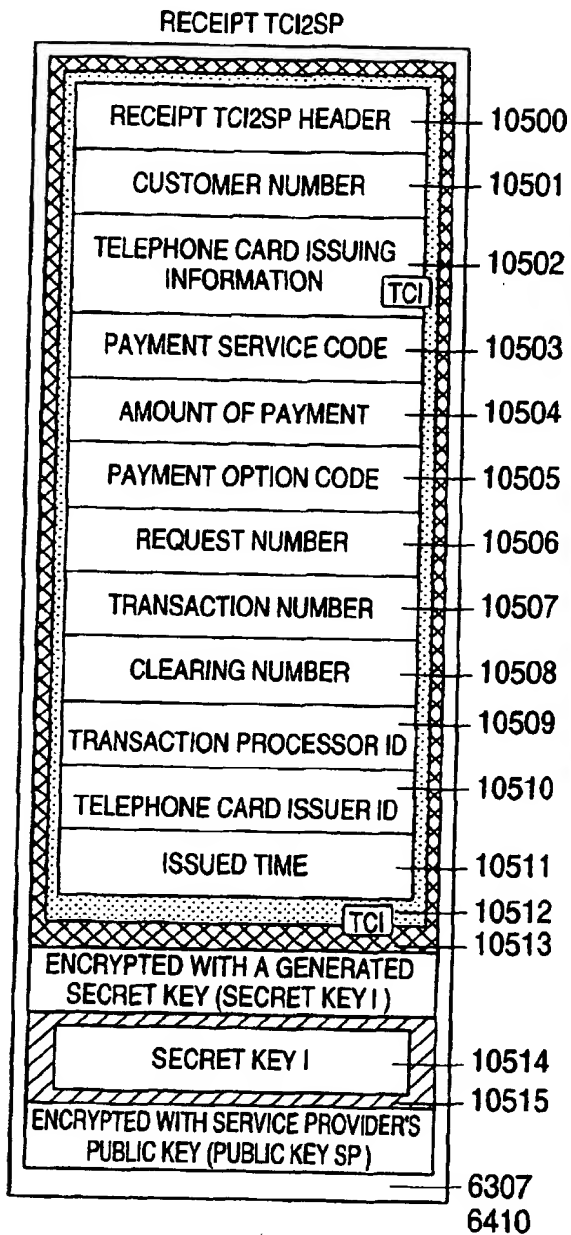 RECEIPT TCI2SP
RECEIPT TCI2SP HEADER 10500
CUSTOMER NUMBER 10501
TELEPHONE CARD ISSUING 10502
INFORMATION
TCI
PAYMENT SERVICE CODE 10503
AMOUNT OF PAYMENT 10504
PAYMENT OPTION CODE 10505
REQUEST NUMBER 10506
TRANSACTION NUMBER 10507
CLEARING NUMBER 10508
10509
TRANSACTION PROCESSOR ID
10510
TELEPHONE CARD ISSUER ID
ISSUED TIME 10511
TCI 10512
10513
ENCRYPTED WITH A GENERATED
SECRET KEY (SECRET KEY I)
SECRET KEY I 10514
10515
ENCRYPTED WITH SERVICE PROVIDER'S
PUBLIC KEY (PUBLIC KEY SP)
6307
6410